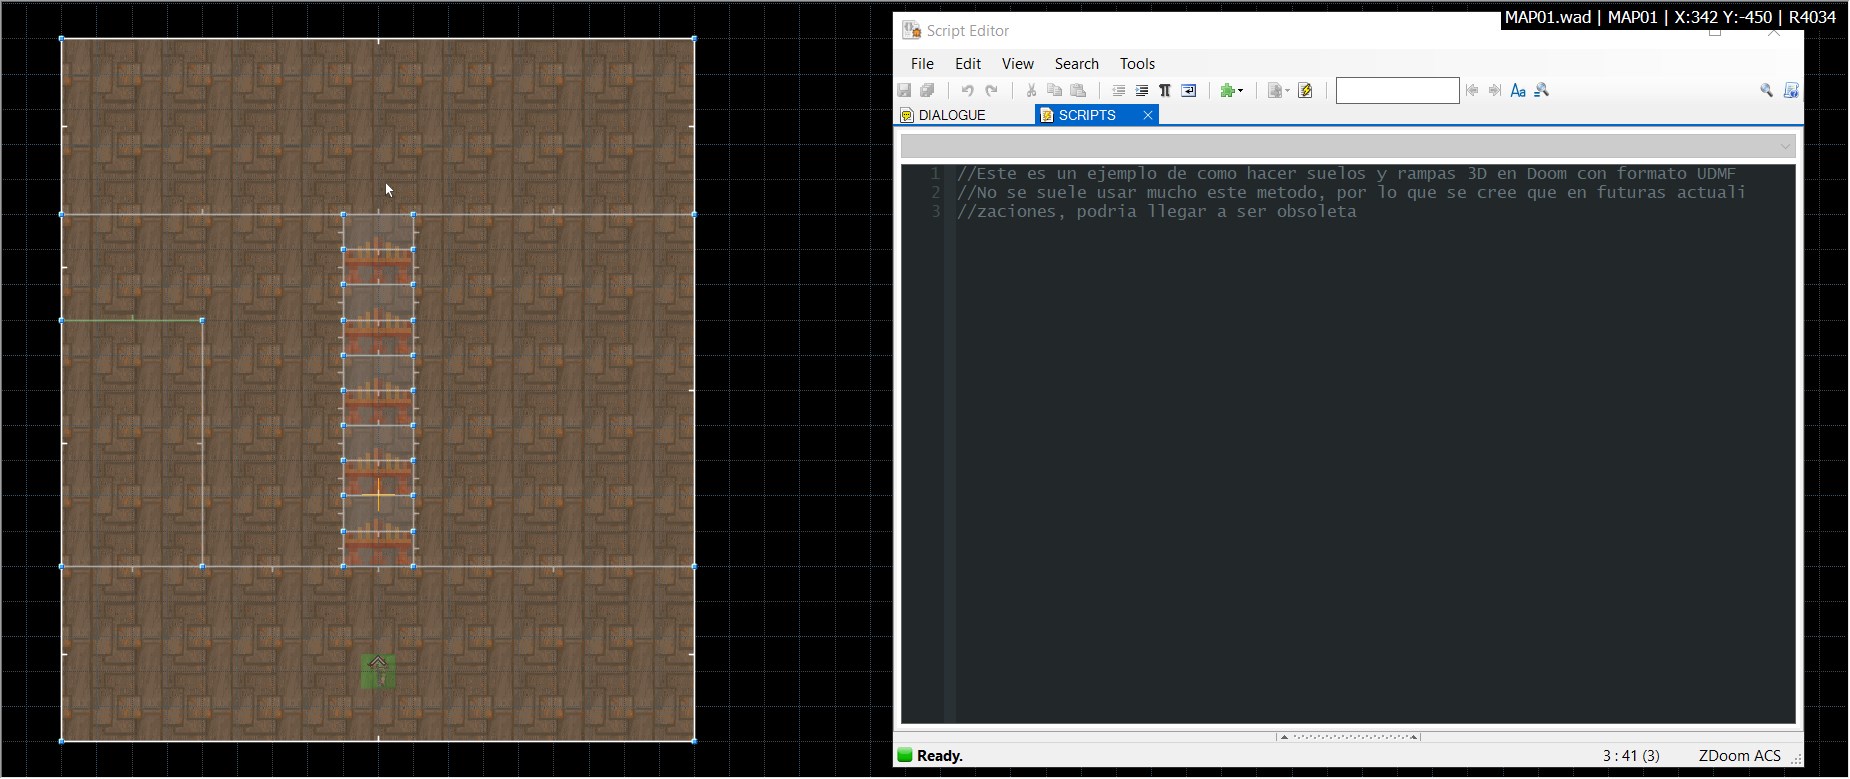 MAP01.wad | MAP01 | X:342 Y:-450 | R4034
Script Editor
File Edit View Search Tools
Aa
DIALOGUE SCRIPTS
1 //Este es un ejemplo de como hacer suelos y rampas 3D en Doom con formato UDMF
2 //No se suele usar mucho este metodo, por lo que se cree que en futuras actuali
3 //zaciones, podria llegar a ser obsoleta
Ready. 3 : 41 (3) ZDoom ACS